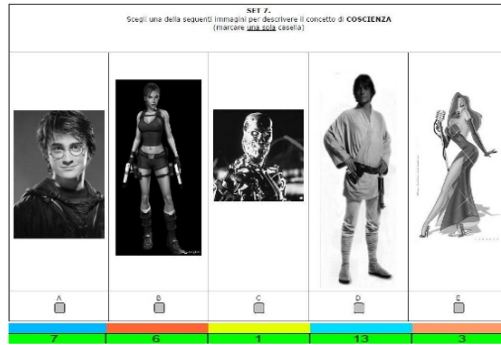 SET 7.
Scegli una della seguenti immagini per descrivere il concetto di COSCIENZA
(marcare una sola casella)
A B C D E
7 6 1 13 3